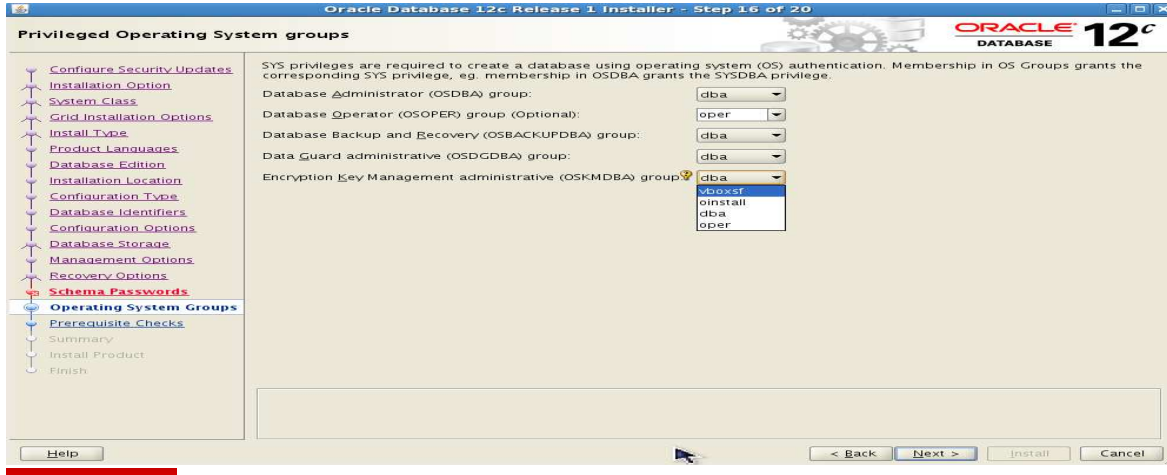 Oracle Database 12c Release 1 Installer - Step 16 of 20
Privileged Operating System groups
ORACLE
DATABASE
12c
Configure Security Updates
Installation Option
System Class
Grid Installation Options
Install Type
Product Languages
Database Edition
Installation Location
Configuration Type
Database Identifiers
Configuration Options
Database Storage
Management Options
Recovery Options
Schema Passwords
Operating System Groups
Prerequisite Checks
Summary
Install Product
Finish
SYS privileges are required to create a database using operating system (OS) authentication. Membership in OS Groups grants the
corresponding SYS privilege, eg. membership in OSDBA grants the SYSDBA privilege.
Database Administrator (OSDBA) group: dba
Database Operator (OSOPER) group (Optional): oper
Database Backup and Recovery (OSBACKUPDBA) group: dba
Data Guard administrative (OSDGDBA) group: dba
Encryption Key Management administrative (OSKMDBA) group: dba
vboxsf
oinstall
dba
oper
Help
< Back
Next >
Install
Cancel